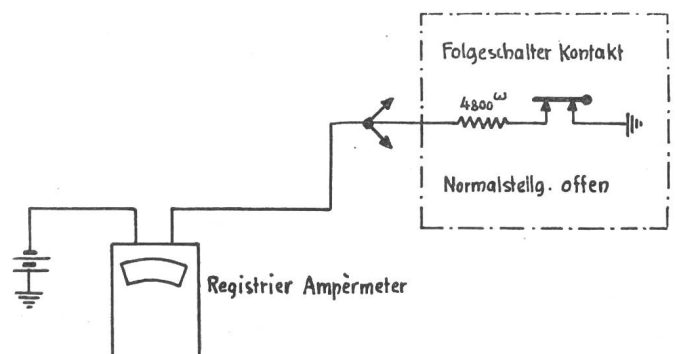 Folgeschalter Kontakt
4800ω
Normalstellg. offen
Registrier Ampèrmeter